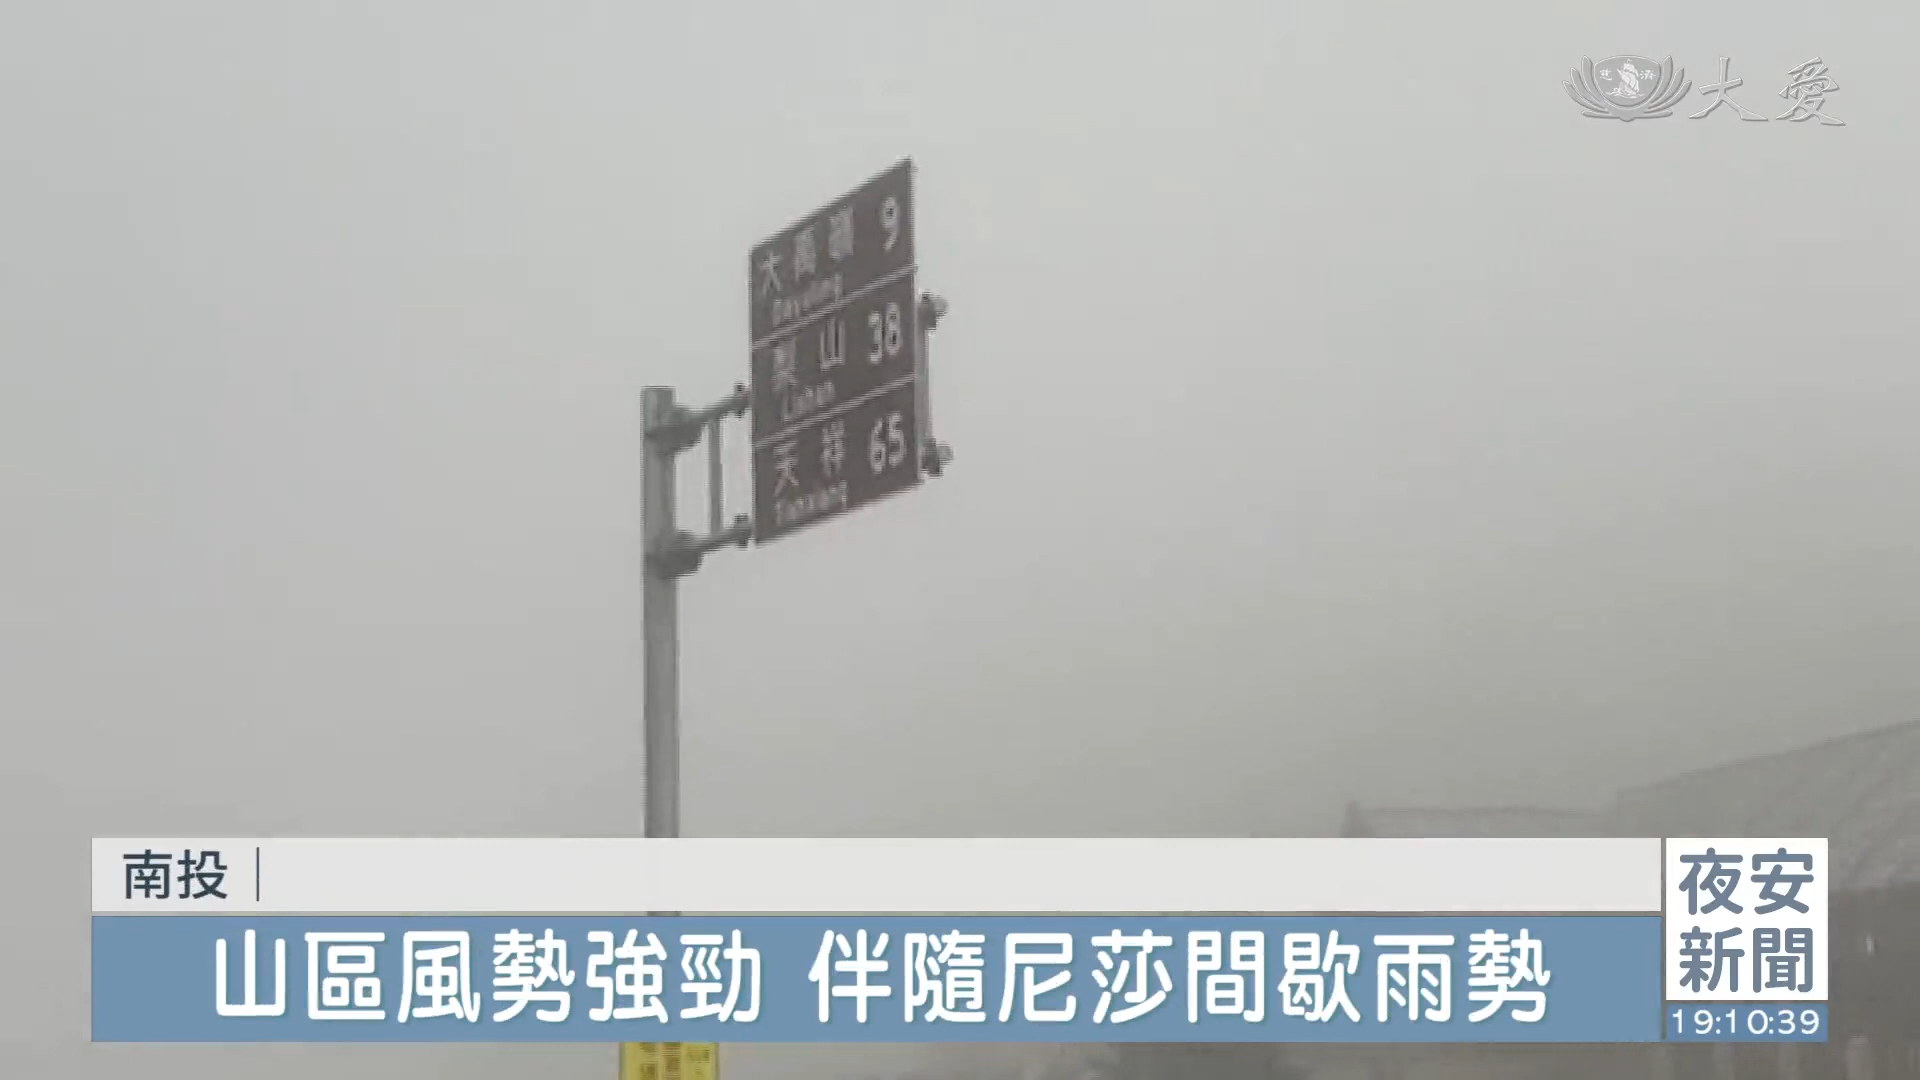 慈濟
大愛
大禹嶺 9
Dayuling
梨山 38
Lishan
天祥 65
Tianxiang
南投
山區風勢強勁 伴隨尼莎間歇雨勢
夜安
新聞
19:10:39